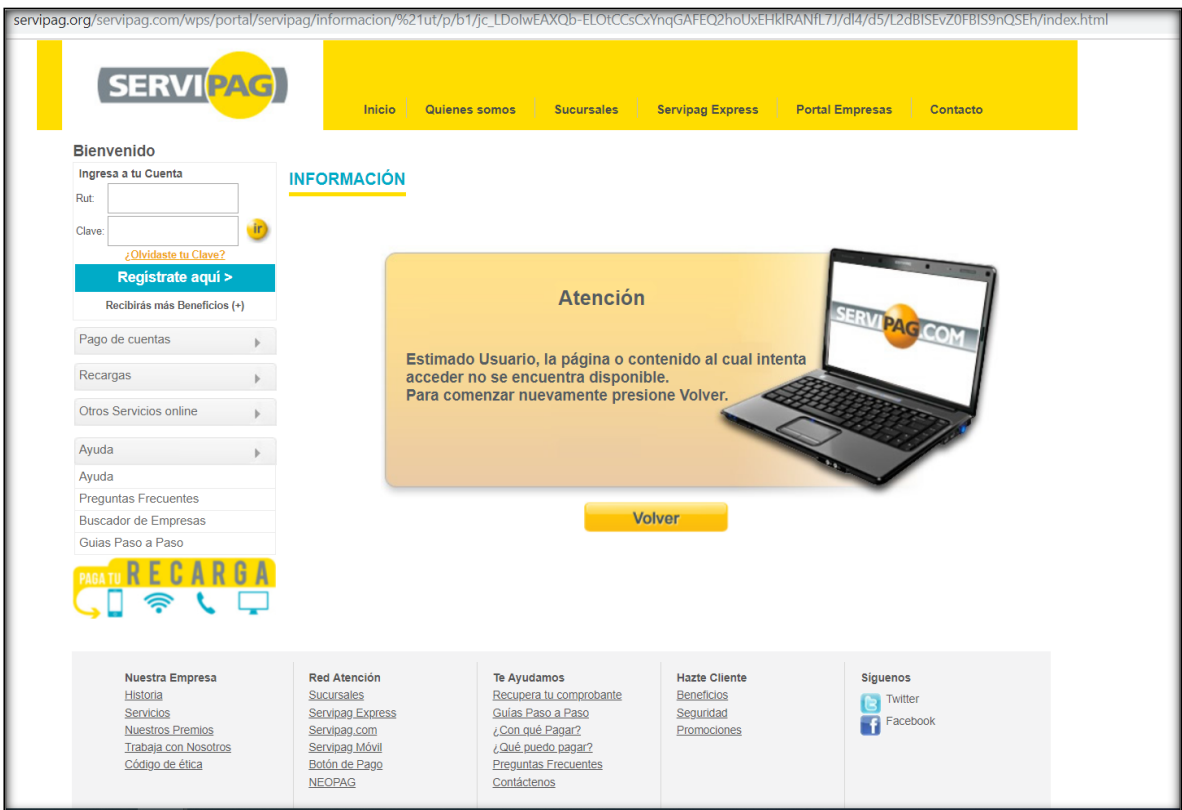 servipag.org/servipag.com/wps/portal/servipag/informacion/%21ut/p/b1/jc_LDolwEAXQb-ELOtCCsCxYnqGAFEQ2hoUxEHklRANfL7J/dl4/d5/L2dBISEvZ0FBIS9nQSEh/index.html
SERVIPAG
Inicio
Quienes somos
Sucursales
Servipag Express
Portal Empresas
Contacto
Bienvenido
Ingresa a tu Cuenta
Rut:
Clave:
ir
¿Olvidaste tu Clave?
Registrate aquí >
Recibirás más Beneficios (+)
Pago de cuentas
Recargas
Otros Servicios online
Ayuda
Ayuda
Preguntas Frecuentes
Buscador de Empresas
Guias Paso a Paso
PAGA TU RECARGA
INFORMACIÓN
Atención
Estimado Usuario, la página o contenido al cual intenta
acceder no se encuentra disponible.
Para comenzar nuevamente presione Volver.
SERVIPAG.COM
Volver
Nuestra Empresa
Historia
Servicios
Nuestros Premios
Trabaja con Nosotros
Código de ética
Red Atención
Sucursales
Servipag Express
Servipag.com
Servipag Móvil
Botón de Pago
NEOPAG
Te Ayudamos
Recupera tu comprobante
Guías Paso a Paso
¿Con qué Pagar?
¿Qué puedo pagar?
Preguntas Frecuentes
Contáctenos
Hazte Cliente
Beneficios
Seguridad
Promociones
Síguenos
Twitter
Facebook